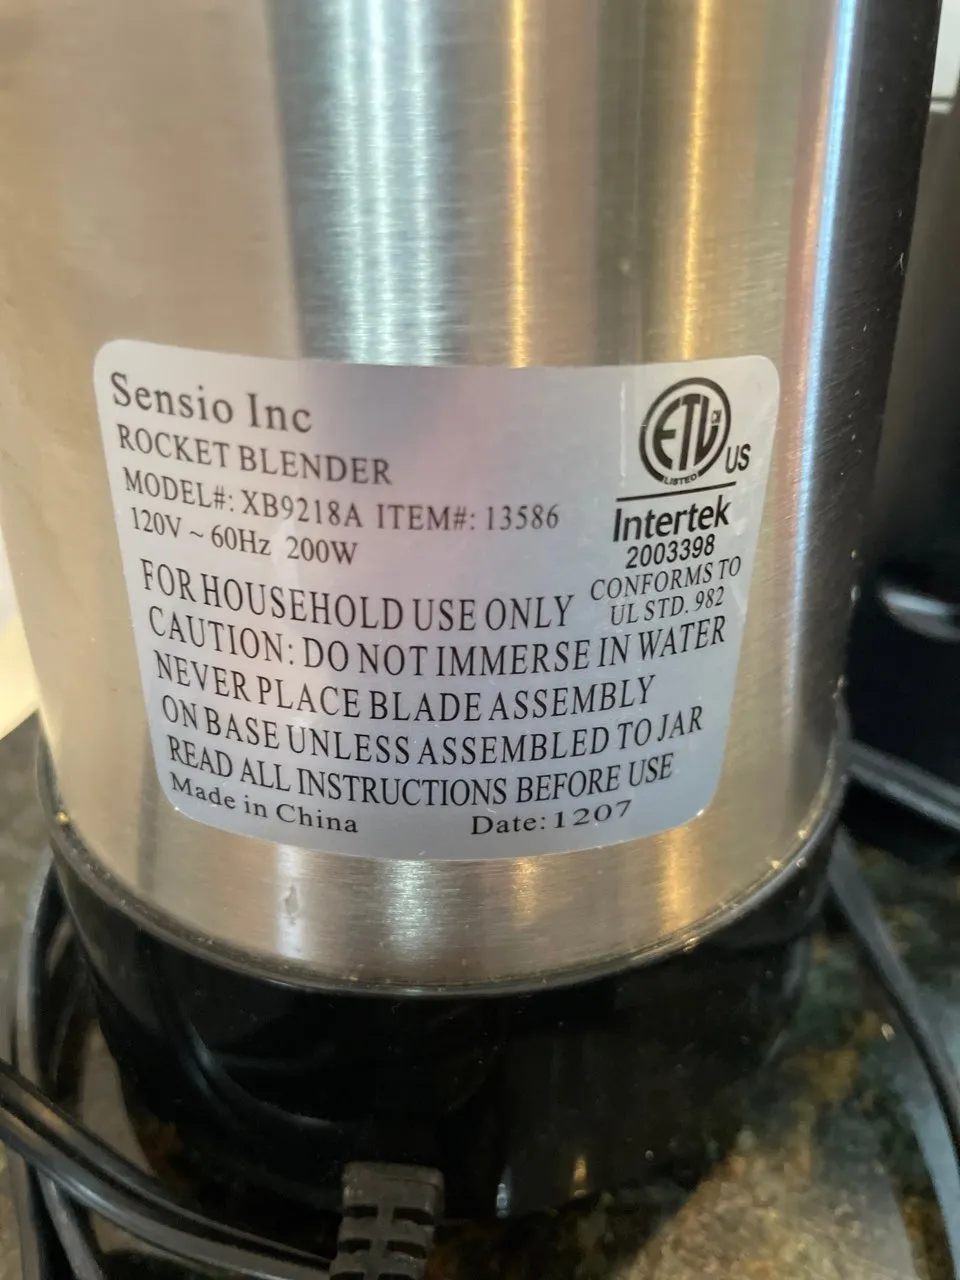 Sensio Inc
ROCKET BLENDER
MODEL#: XB9218A ITEM#: 13586
120V ~ 60Hz 200W
ETL CM
LISTED
US
Intertek
2003398
CONFORMS TO
UL STD. 982
FOR HOUSEHOLD USE ONLY
CAUTION: DO NOT IMMERSE IN WATER
NEVER PLACE BLADE ASSEMBLY
ON BASE UNLESS ASSEMBLED TO JAR
READ ALL INSTRUCTIONS BEFORE USE
Made in China Date: 1207